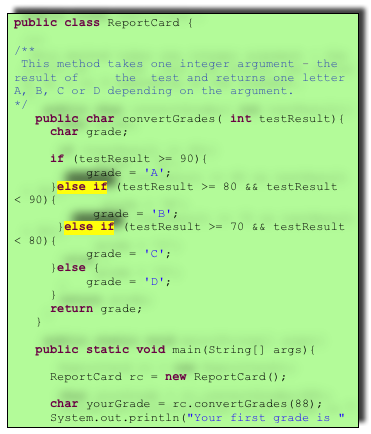 public class ReportCard {
/**
This method takes one integer argument – the
result of the test and returns one letter
A, B, C or D depending on the argument.
*/
public char convertGrades( int testResult){
char grade;
if (testResult >= 90){
grade = 'A';
}else if (testResult >= 80 && testResult
< 90){
grade = 'B';
}else if (testResult >= 70 && testResult
< 80){
grade = 'C';
}else {
grade = 'D';
}
return grade;
}
public static void main(String[] args){
ReportCard rc = new ReportCard();
char yourGrade = rc.convertGrades(88);
System.out.println("Your first grade is "